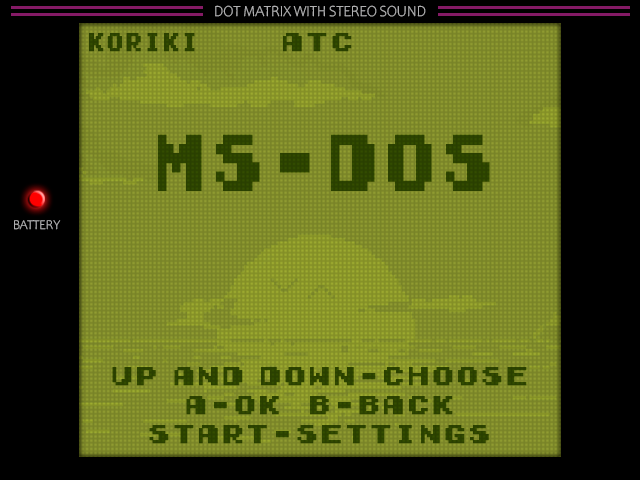 DOT MATRIX WITH STEREO SOUND
KORIKI ATC
MS-DOS
BATTERY
UP AND DOWN-CHOOSE
A-OK B-BACK
START-SETTINGS